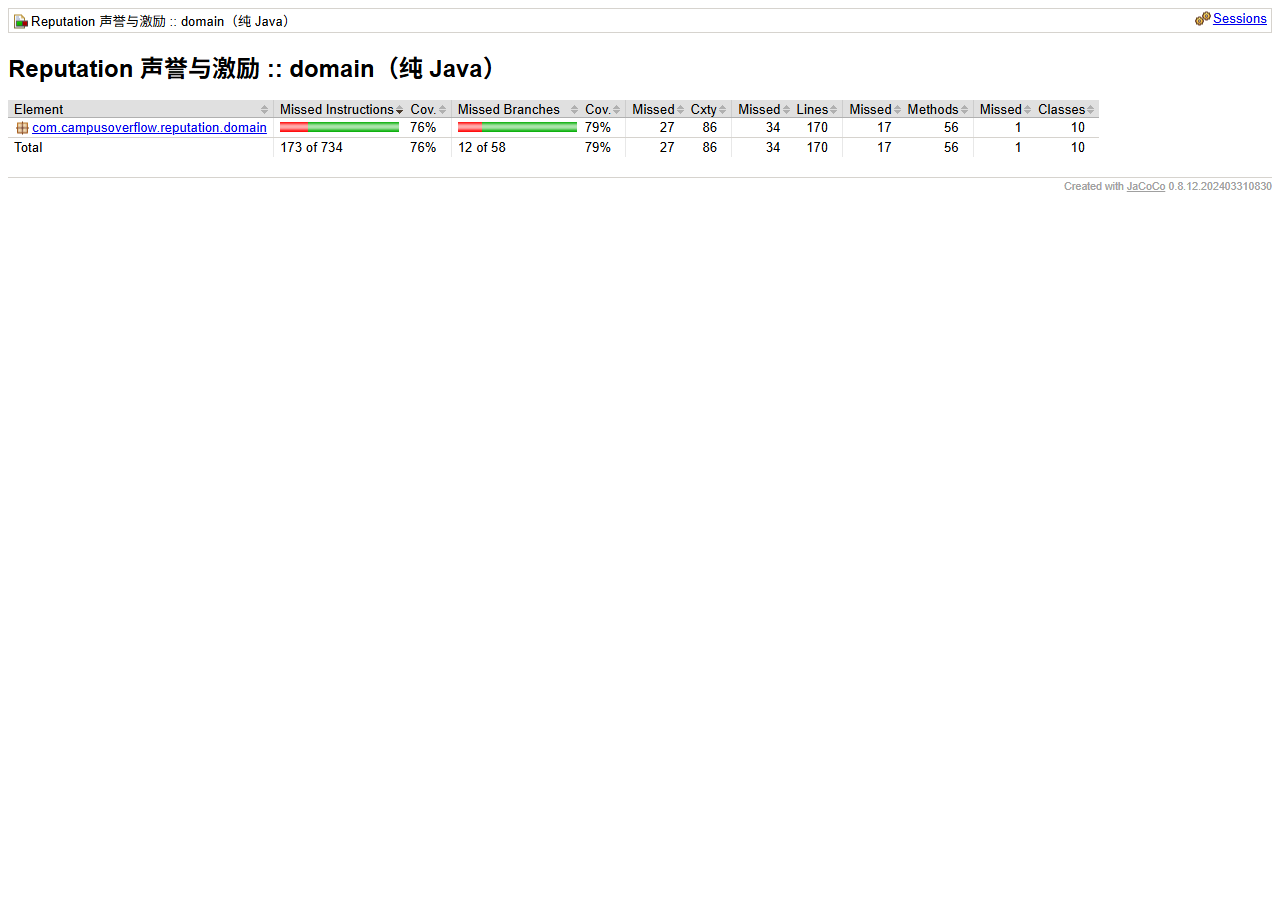 Reputation 声誉与激励 :: domain（纯 Java） Sessions
Reputation 声誉与激励 :: domain（纯 Java）
Element Missed Instructions Cov. Missed Branches Cov. Missed Cxty Missed Lines Missed Methods Missed Classes
com.campusoverflow.reputation.domain 76% 79% 27 86 34 170 17 56 1 10
Total 173 of 734 76% 12 of 58 79% 27 86 34 170 17 56 1 10
Created with JaCoCo 0.8.12.202403310830